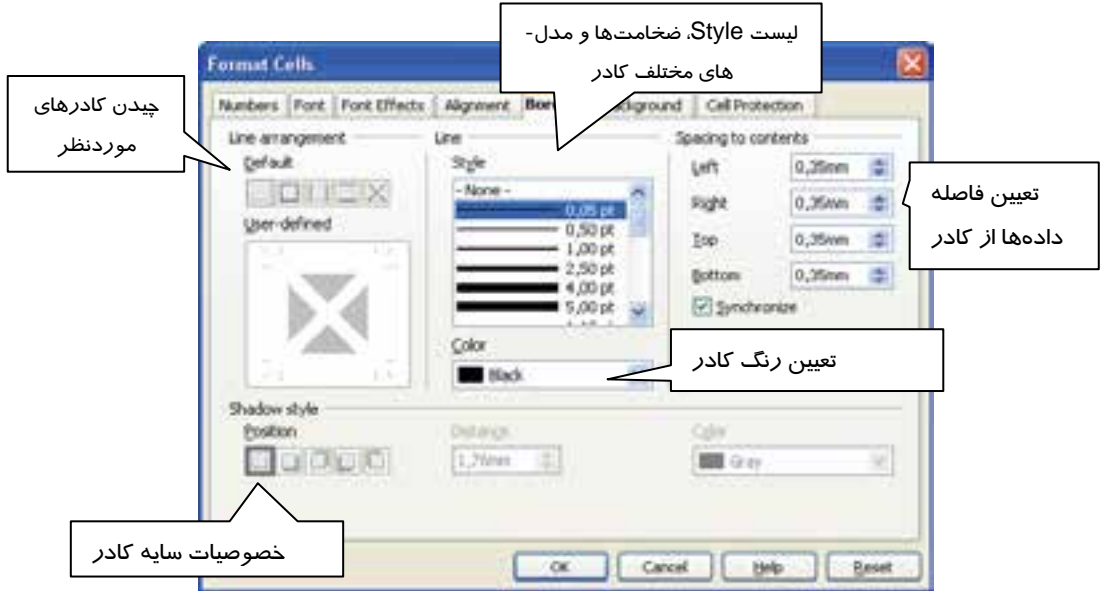 لیست Style، ضخامت‌ها و مدل-
های مختلف کادر
Format Cells
چیدن کادرهای
موردنظر
Numbers Font Font Effects Alignment Cell Protection
Line arrangement Line Spacing to contents
Default Style Left 0,35mm
- None -
0,05 pt Right 0,35mm
User-defined 0,50 pt
1,00 pt Top 0,35mm
2,50 pt
4,00 pt Bottom 0,35mm
5,00 pt Synchronize
تعیین فاصله
داده‌ها از کادر
Color
Black
تعیین رنگ کادر
Shadow style
Position Distance Color
1,76mm Gray
خصوصیات سایه کادر
OK Cancel Help Reset